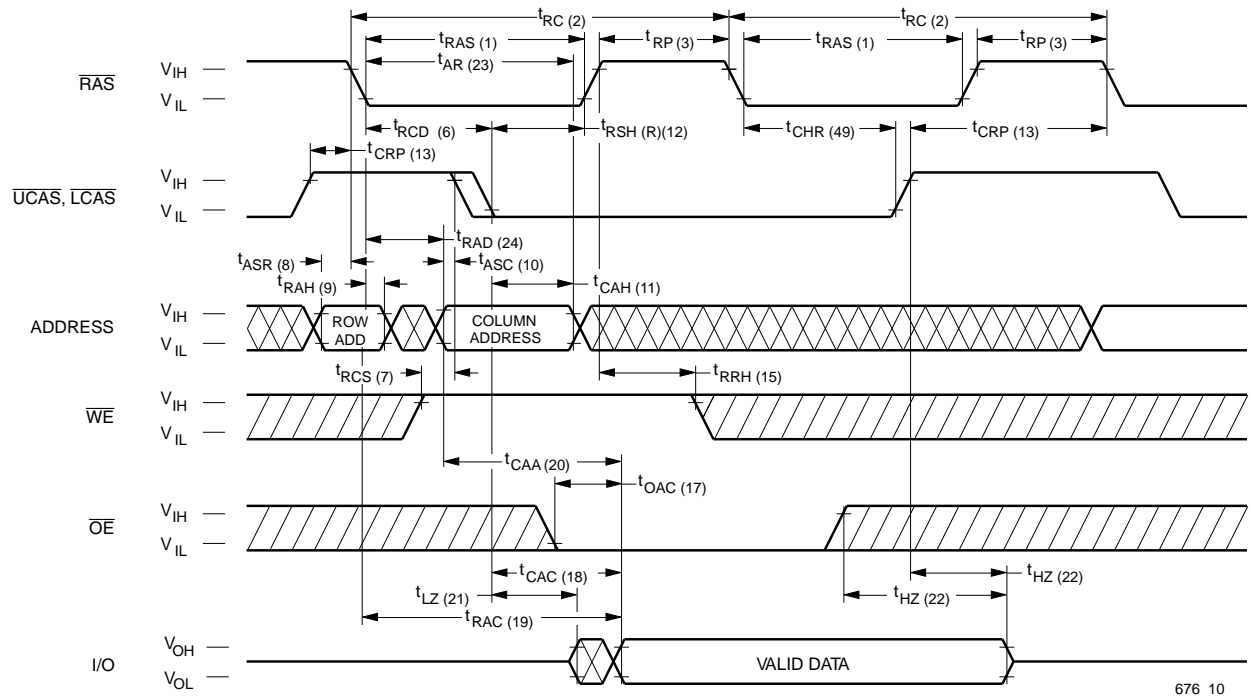 tRC (2) tRC (2)
tRAS (1) tRP (3) tRAS (1) tRP (3)
tAR (23)
RAS VIH
VIL
tRCD (6) tRSH (R)(12) tCHR (49) tCRP (13)
tCRP (13)
UCAS, LCAS VIH
VIL
tRAD (24)
tASR (8) tASC (10)
tRAH (9) tCAH (11)
ADDRESS VIH ROW ADD COLUMN ADDRESS
VIL
tRCS (7) tRRH (15)
WE VIH
VIL
tCAA (20)
tOAC (17)
OE VIH
VIL
tCAC (18) tHZ (22)
tLZ (21) tHZ (22)
tRAC (19)
I/O VOH VALID DATA
VOL
676 10